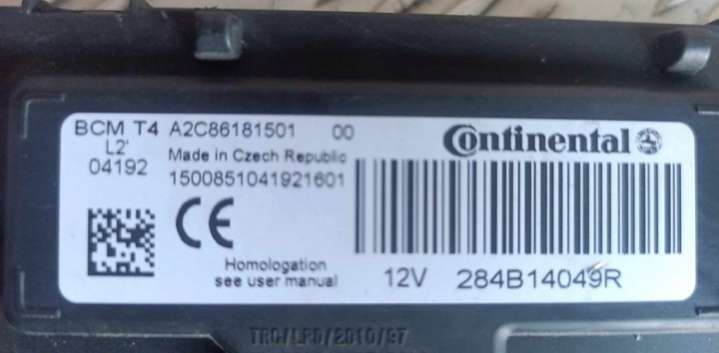 BCM T4 A2C86181501 00
L2'
04192
Made in Czech Republic
1500851041921601
Continental
CE
Homologation
see user manual
12V 284B14049R